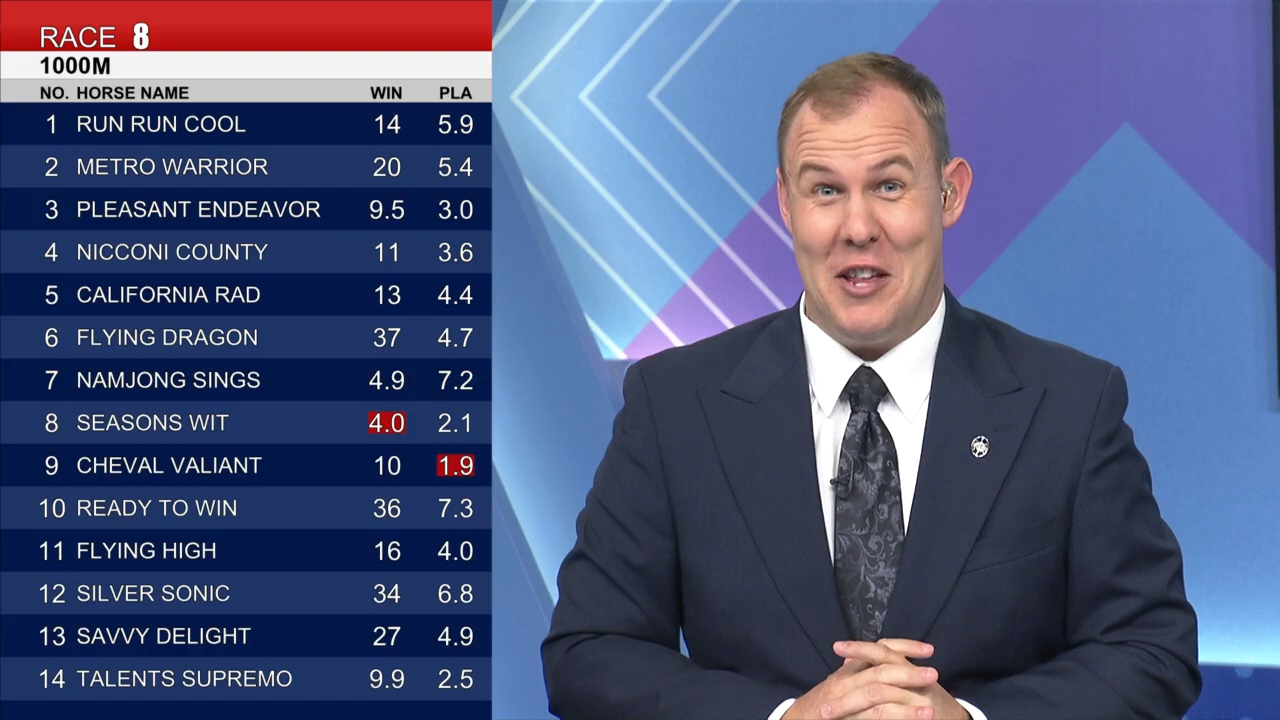 RACE 8
1000M
NO. HORSE NAME WIN PLA
1 RUN RUN COOL 14 5.9
2 METRO WARRIOR 20 5.4
3 PLEASANT ENDEAVOR 9.5 3.0
4 NICCONI COUNTY 11 3.6
5 CALIFORNIA RAD 13 4.4
6 FLYING DRAGON 37 4.7
7 NAMJONG SINGS 4.9 7.2
8 SEASONS WIT 4.0 2.1
9 CHEVAL VALIANT 10 1.9
10 READY TO WIN 36 7.3
11 FLYING HIGH 16 4.0
12 SILVER SONIC 34 6.8
13 SAVVY DELIGHT 27 4.9
14 TALENTS SUPREMO 9.9 2.5